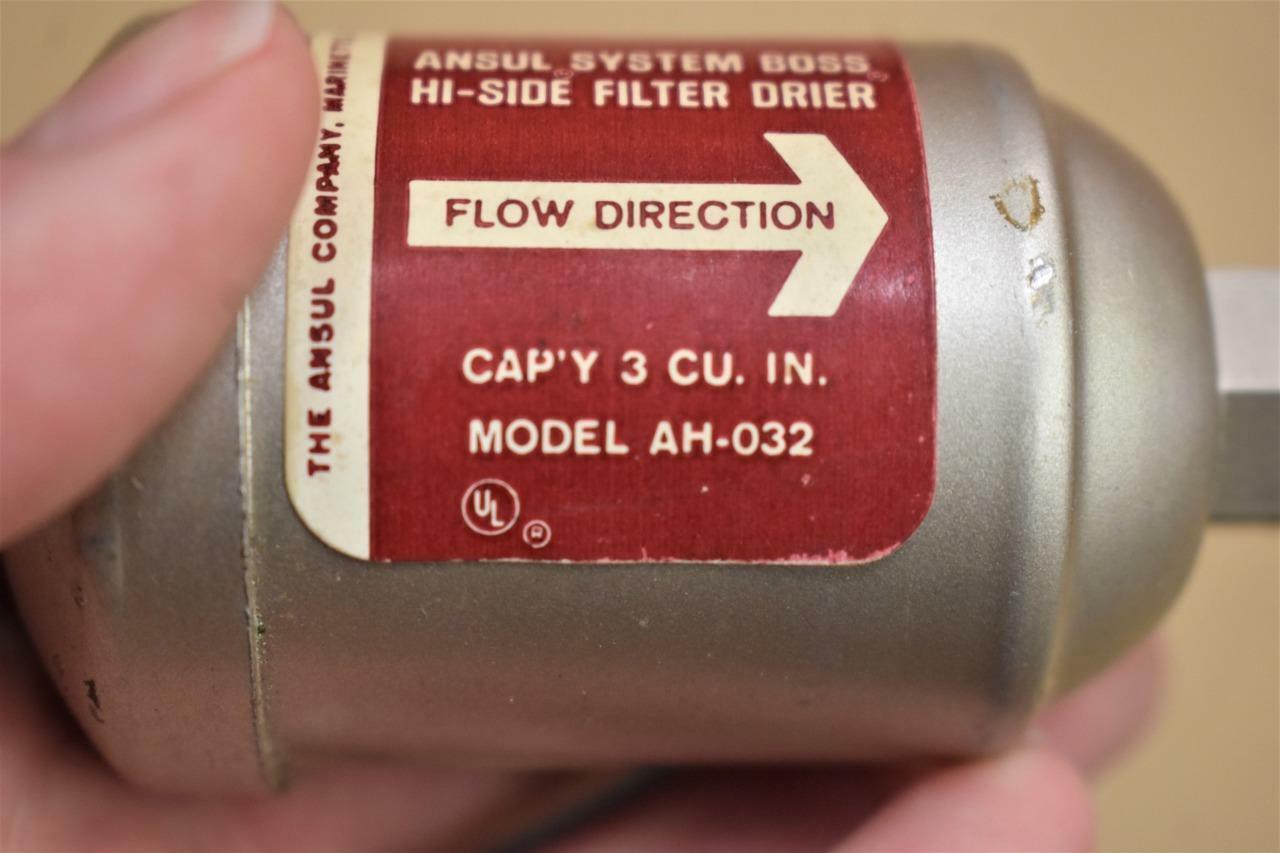 ANSUL® SYSTEM BOSS®
HI-SIDE FILTER DRIER
FLOW DIRECTION
CAP'Y 3 CU. IN.
MODEL AH-032
UL ®
THE ANSUL COMPANY,